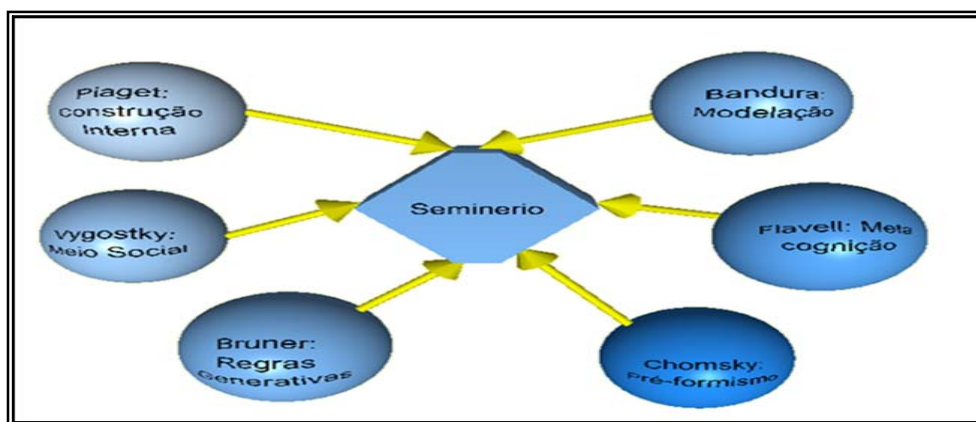 Piaget:
Construção
Interna
Bandura:
Modelação
Seminerio
Vygostky:
Meio Social
Flavell: Meta
cognição
Bruner:
Regras
Generativas
Chomsky:
Pré-formismo